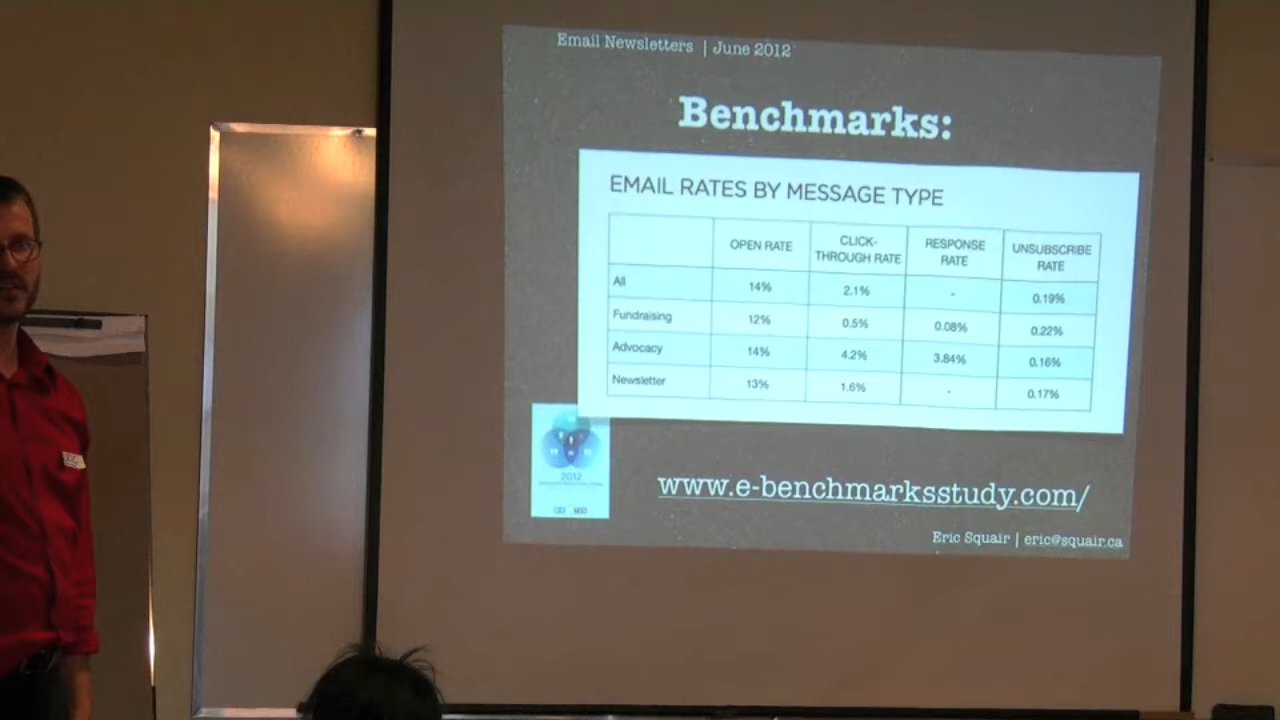 Email Newsletters | June 2012
Benchmarks:
EMAIL RATES BY MESSAGE TYPE
OPEN RATE CLICK-THROUGH RATE RESPONSE RATE UNSUBSCRIBE RATE
All 14% 2.1% - 0.19%
Fundraising 12% 0.5% 0.08% 0.22%
Advocacy 14% 4.2% 3.84% 0.16%
Newsletter 13% 1.6% - 0.17%
2012
www.e-benchmarksstudy.com/
Eric Squair | eric@squair.ca